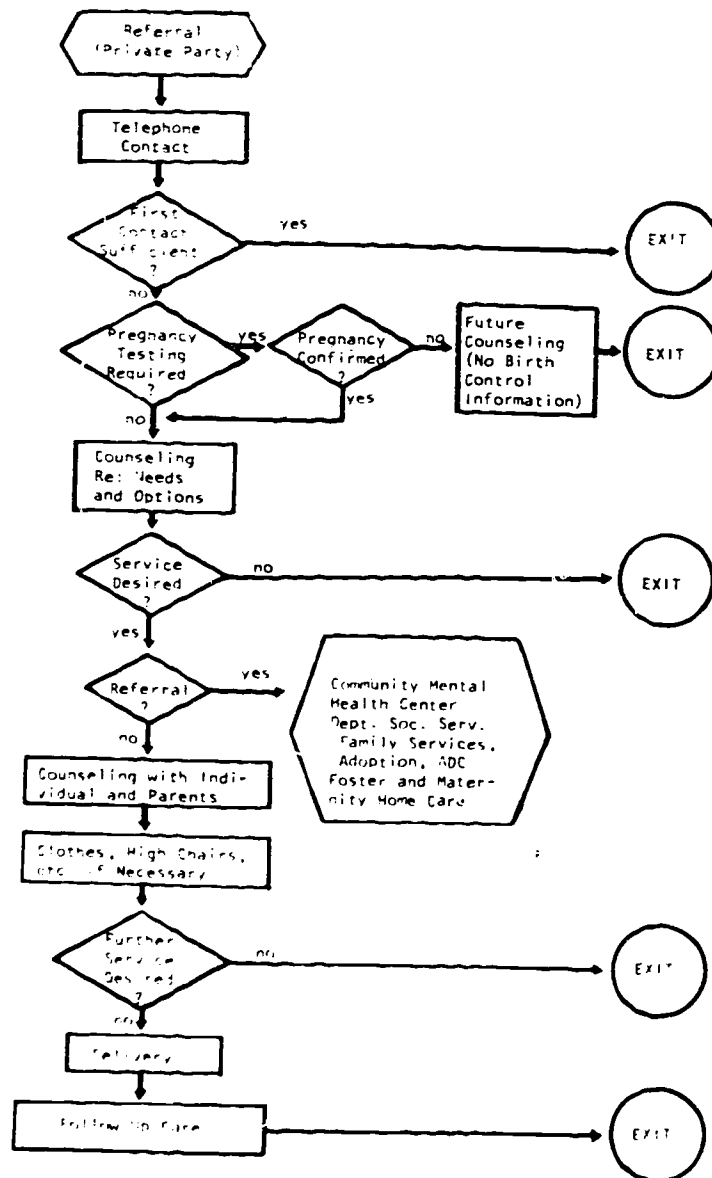 Referral
(Private Party)
Telephone
Contact
First
Contact
Sufficient
?
yes
EXIT
no
Pregnancy
Testing
Required
?
yes
Pregnancy
Confirmed
?
no
Future
Counseling
(No Birth
Control
Information)
EXIT
yes
no
Counseling
Re: Needs
and Options
Service
Desired
?
no
EXIT
yes
Referral
?
yes
Community Mental
Health Center
Dept. Soc. Serv.
Family Services,
Adoption, ADC
Foster and Mater-
nity Home Care
no
Counseling with Indi-
vidual and Parents
Clothes, High Chairs,
etc. if Necessary
Further
Service
Desired
?
no
EXIT
no
Delivery
Follow Up Care
EXIT